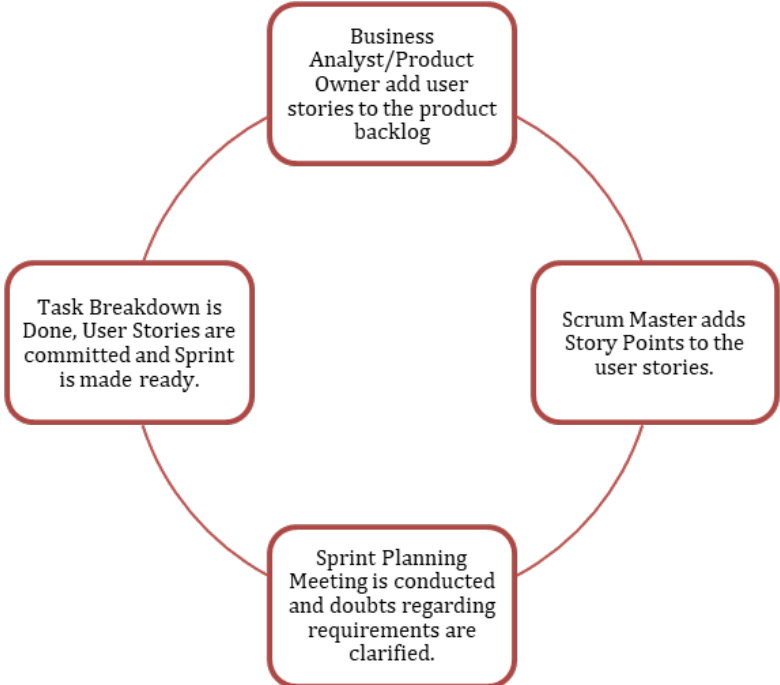 Business
Analyst/Product
Owner add user
stories to the product
backlog
Scrum Master adds
Story Points to the
user stories.
Sprint Planning
Meeting is conducted
and doubts regarding
requirements are
clarified.
Task Breakdown is
Done, User Stories are
committed and Sprint
is made ready.